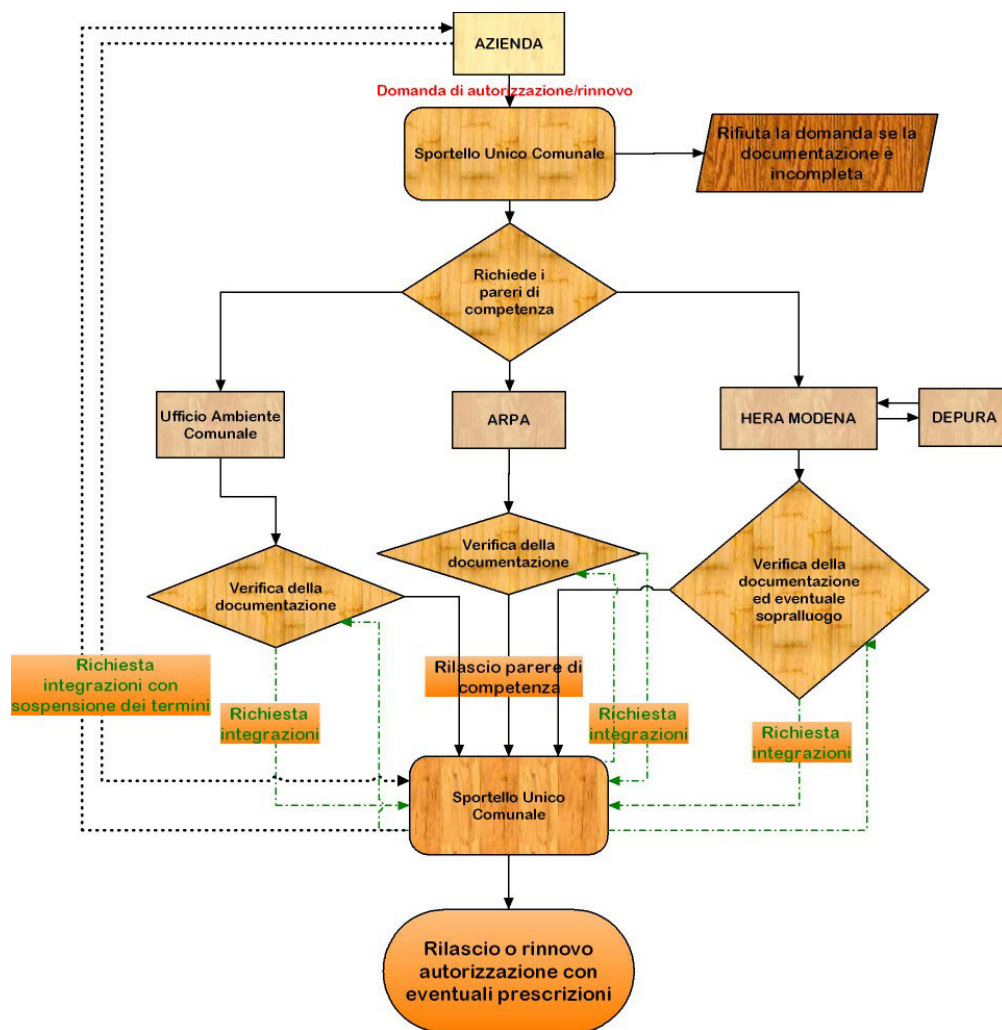 AZIENDA
Domanda di autorizzazione/rinnovo
Sportello Unico Comunale
Rifiuta la domanda se la
documentazione è
incompleta
Richiede i
pareri di
competenza
Ufficio Ambiente
Comunale
ARPA
HERA MODENA
DEPURA
Verifica della
documentazione
Verifica della
documentazione
Verifica della
documentazione
ed eventuale
sopralluogo
Richiesta
integrazioni con
sospensione dei termini
Richiesta
integrazioni
Rilascio parere di
competenza
Richiesta
integrazioni
Richiesta
integrazioni
Sportello Unico
Comunale
Rilascio o rinnovo
autorizzazione con
eventuali prescrizioni